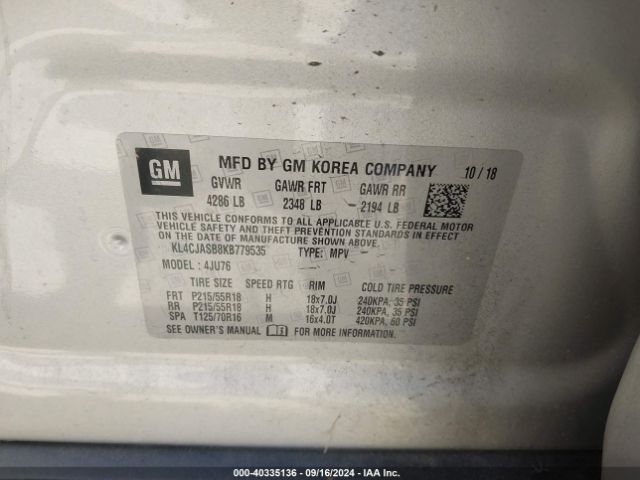 GM
MFD BY GM KOREA COMPANY 10/18
GVWR GAWR FRT GAWR RR
4286 LB 2348 LB 2194 LB
THIS VEHICLE CONFORMS TO ALL APPLICABLE FEDERAL MOTOR
VEHICLE SAFETY, BUMPER, AND THEFT PREVENTION STANDARDS IN
EFFECT ON THE DATE OF MANUFACTURE SHOWN ABOVE.
KL4CJASB8KB779535 TYPE: MPV
MODEL : 4JU76
TIRE SIZE SPEED RTG RIM COLD TIRE PRESSURE
FRT P215/55R18 H 18x7.0J 240KPA, 35 PSI
RR P215/55R18 H 18x7.0J 240KPA, 35 PSI
SPA T125/70R16 M 16x4.0T 420KPA, 60 PSI
SEE OWNER'S MANUAL FOR MORE INFORMATION.
000-40335136 - 09/16/2024 - IAA Inc.